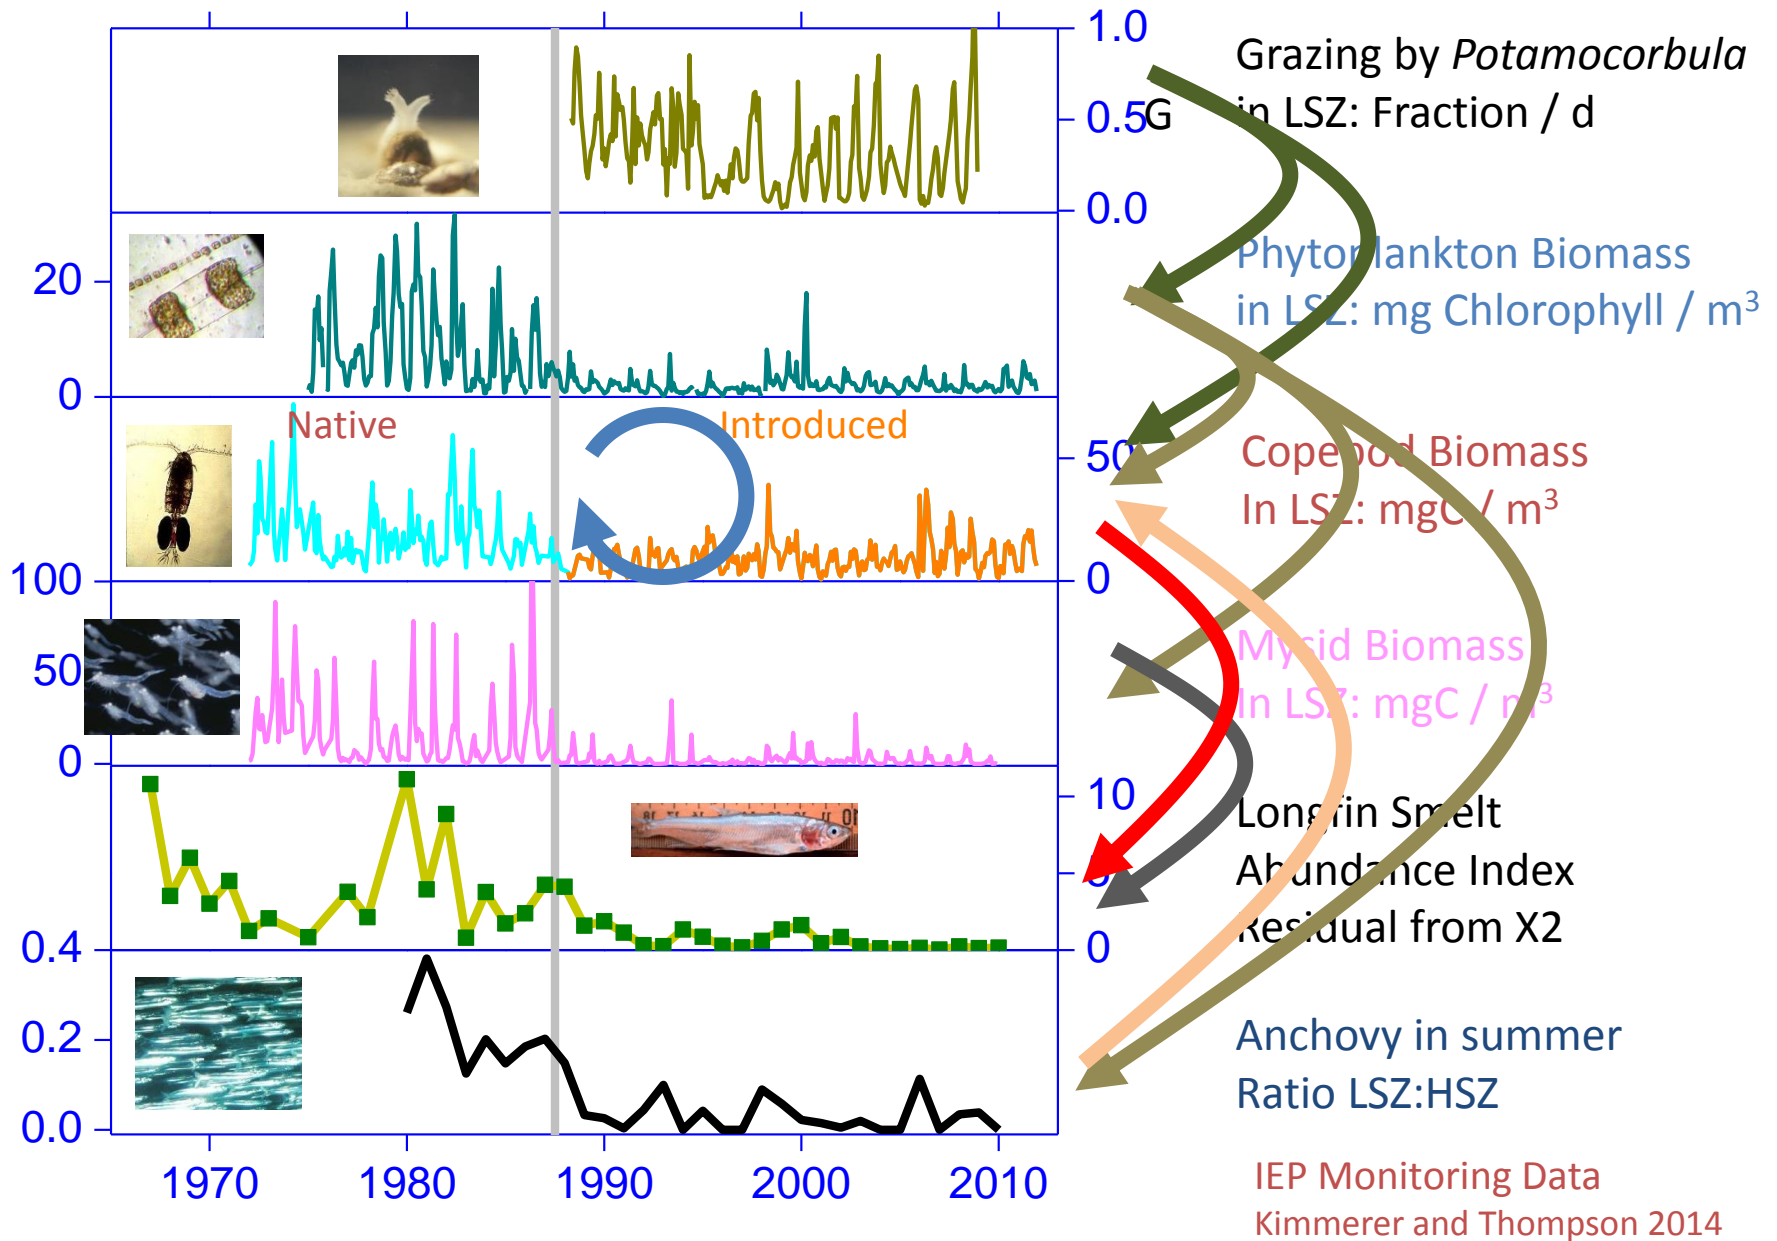 1.0
Grazing by Potamocorbula
0.5
G
in LSZ: Fraction / d
0.0
20
Phytoplankton Biomass
in LSZ: mg Chlorophyll / m³
0
Native
Introduced
50
Copepod Biomass
In LSZ: mgC / m³
0
100
50
Mysid Biomass
In LSZ: mgC / m³
0
10
Longfin Smelt
5
Abundance Index
Residual from X2
0
0.4
0.2
Anchovy in summer
Ratio LSZ:HSZ
0.0
1970
1980
1990
2000
2010
IEP Monitoring Data
Kimmerer and Thompson 2014